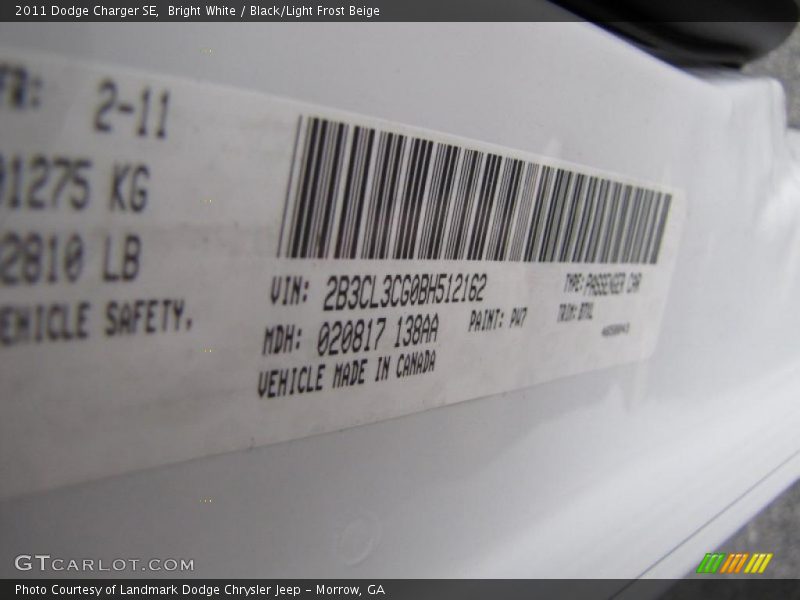 2011 Dodge Charger SE, Bright White / Black/Light Frost Beige
2-11
1275 KG
2810 LB
VEHICLE SAFETY.
VIN: 2B3CL3CG0BH512162
TYPE: PASSENGER CAR
MDH: 020817 138AA
PAINT: PW7
TRIM:
VEHICLE MADE IN CANADA
GTCARLOT.COM
Photo Courtesy of Landmark Dodge Chrysler Jeep - Morrow, GA